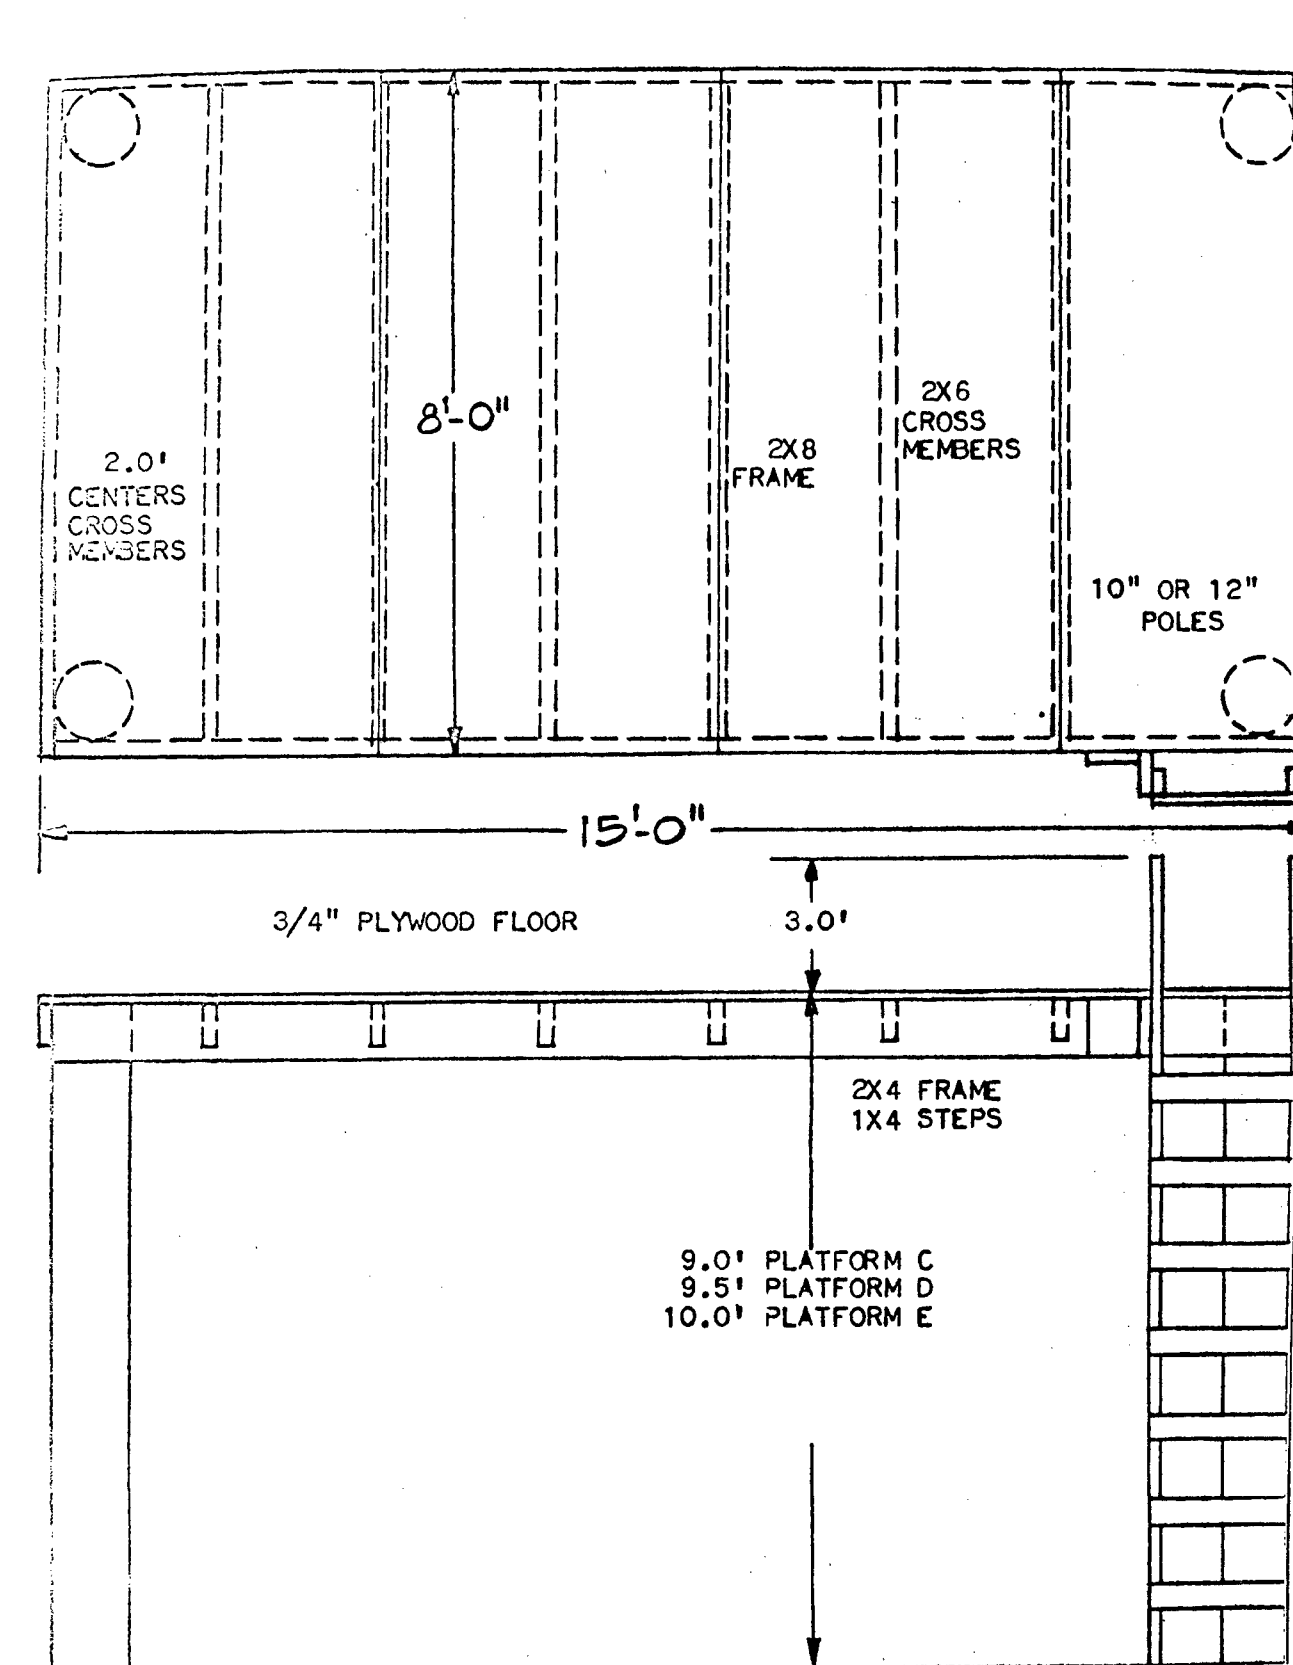 8'-0"
2X6
CROSS
MEMBERS
2X8
FRAME
2.0'
CENTERS
CROSS
MEMBERS
10" OR 12"
POLES
15'-0"
3/4" PLYWOOD FLOOR
3.0'
2X4 FRAME
1X4 STEPS
9.0' PLATFORM C
9.5' PLATFORM D
10.0' PLATFORM E